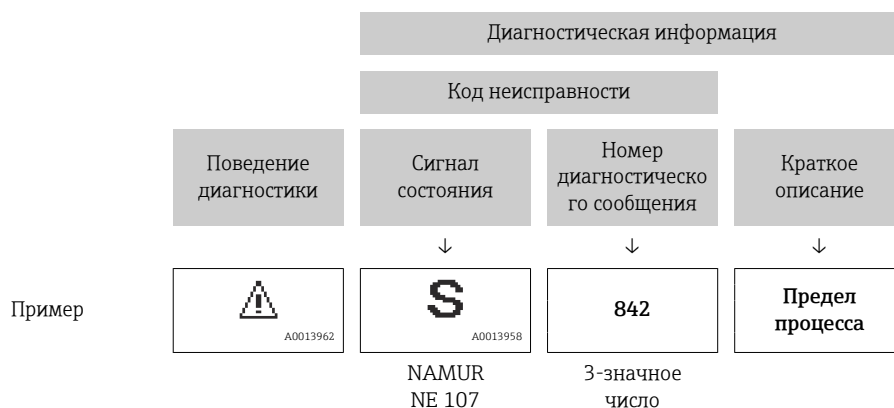 Диагностическая информация
Код неисправности
Поведение
диагностики
Сигнал
состояния
Номер
диагностическо
го сообщения
Краткое
описание
↓ ↓ ↓
Пример
A0013962
S
A0013958
842
Предел
процесса
NAMUR
NE 107
3-значное
число